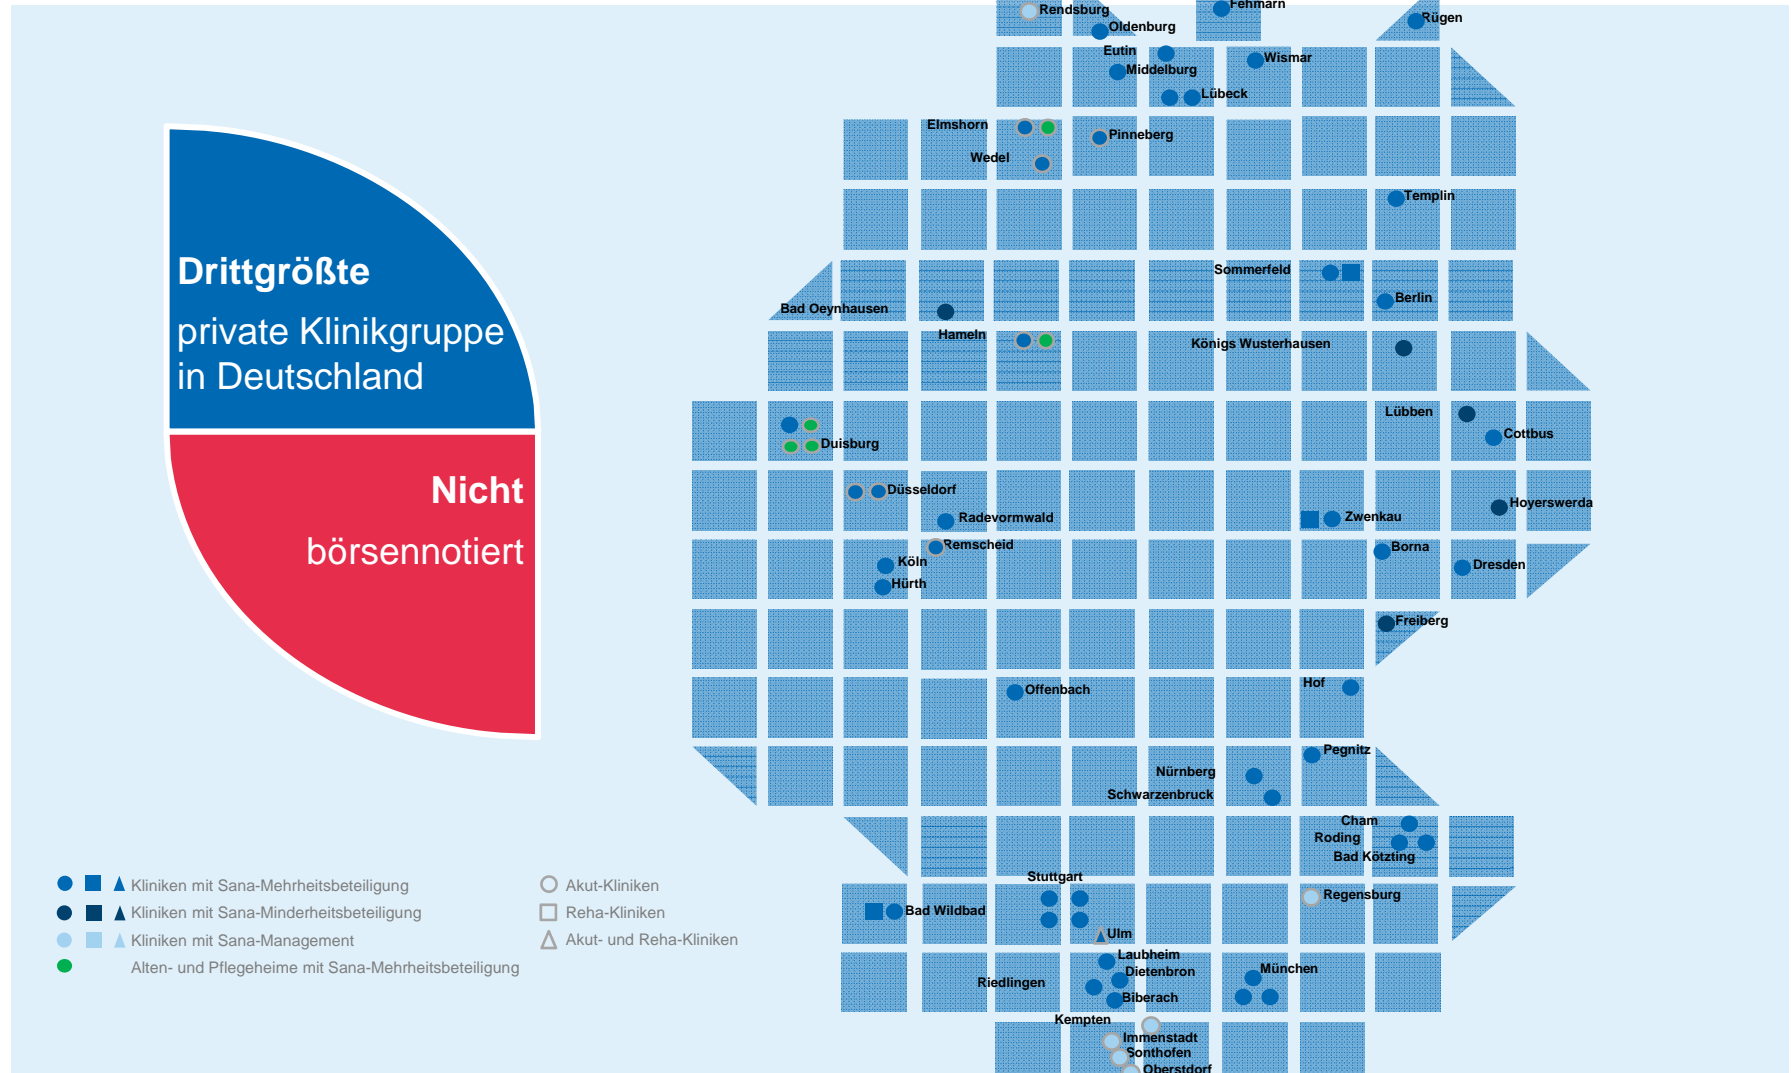 Drittgrößte
private Klinikgruppe
in Deutschland
Nicht
börsennotiert
Kliniken mit Sana-Mehrheitsbeteiligung
Kliniken mit Sana-Minderheitsbeteiligung
Kliniken mit Sana-Management
Alten- und Pflegeheime mit Sana-Mehrheitsbeteiligung
Akut-Kliniken
Reha-Kliniken
Akut- und Reha-Kliniken
Rendsburg
Fehmarn
Oldenburg
Rügen
Eutin
Wismar
Middelburg
Lübeck
Elmshorn
Pinneberg
Wedel
Templin
Sommerfeld
Berlin
Bad Oeynhausen
Hameln
Königs Wusterhausen
Lübben
Cottbus
Duisburg
Düsseldorf
Hoyerswerda
Radevormwald
Zwenkau
Remscheid
Borna
Köln
Dresden
Hürth
Freiberg
Hof
Offenbach
Pegnitz
Nürnberg
Schwarzenbruck
Cham
Roding
Bad Kötzting
Stuttgart
Regensburg
Bad Wildbad
Ulm
Laubheim
Dietenbron
München
Riedlingen
Biberach
Kempten
Immenstadt
Sonthofen
Oberstdorf